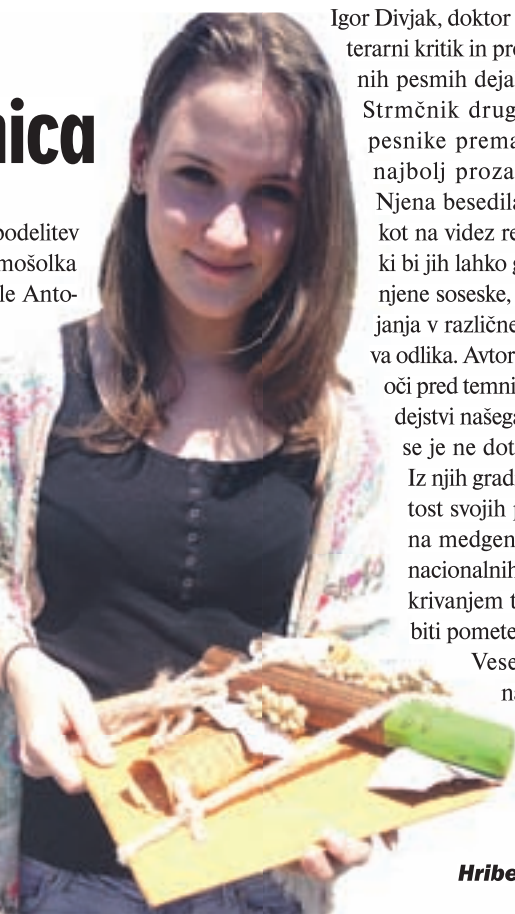 nica
podelitev
mošolka
le Anto-
Igor Divjak, doktor
terarni kritik in pre
nih pesmih deja
Strmčnik drug
pesnike prema
najbolj proza
Njena besedila
kot na videz re
ki bi jih lahko g
njene soseske,
janja v različne
va odlika. Avtor
oči pred temni
dejstvi našega
se je ne dot
Iz njih grad
tost svojih p
na medgen
nacionalnih
krivanjem t
biti pomete
Vese
na
Hribe